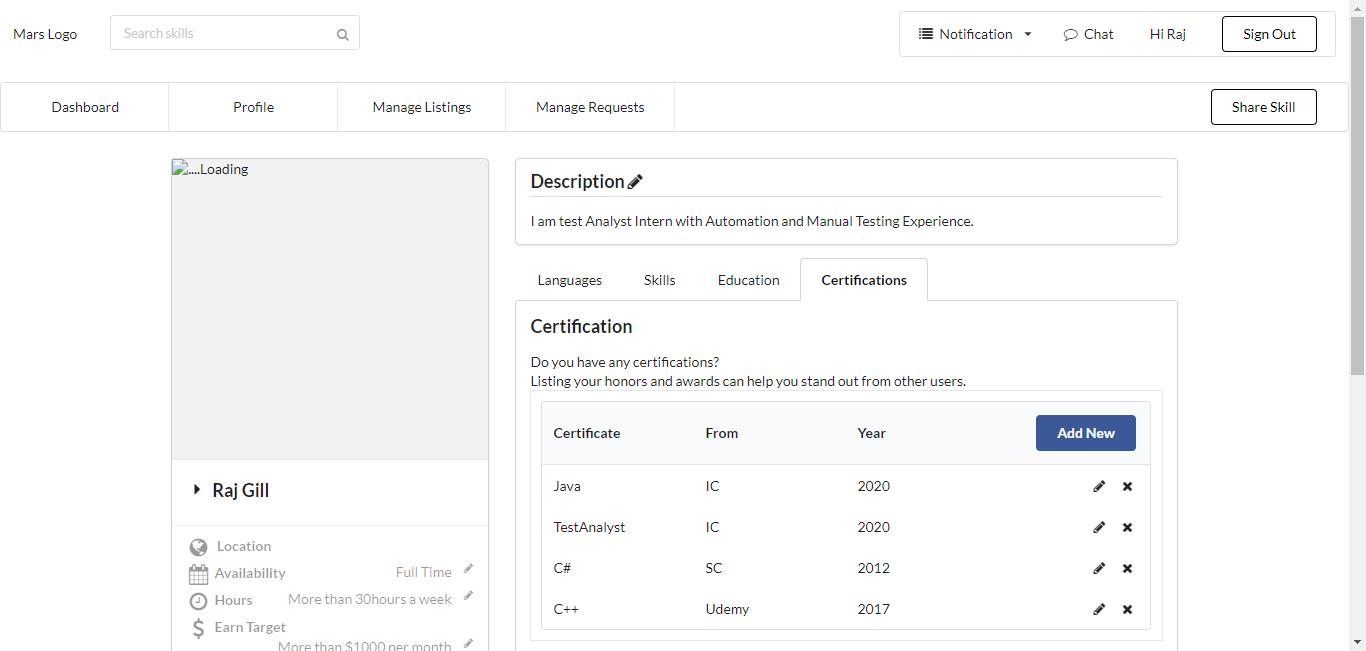 Mars Logo
Search skills
Notification
Chat
Hi Raj
Sign Out
Dashboard
Profile
Manage Listings
Manage Requests
Share Skill
....Loading
Raj Gill
Location
Availability Full Time
Hours More than 30hours a week
Earn Target
More than $1000 per month
Description
I am test Analyst Intern with Automation and Manual Testing Experience.
Languages Skills Education Certifications
Certification
Do you have any certifications?
Listing your honors and awards can help you stand out from other users.
Certificate From Year Add New
Java IC 2020
TestAnalyst IC 2020
C# SC 2012
C++ Udemy 2017